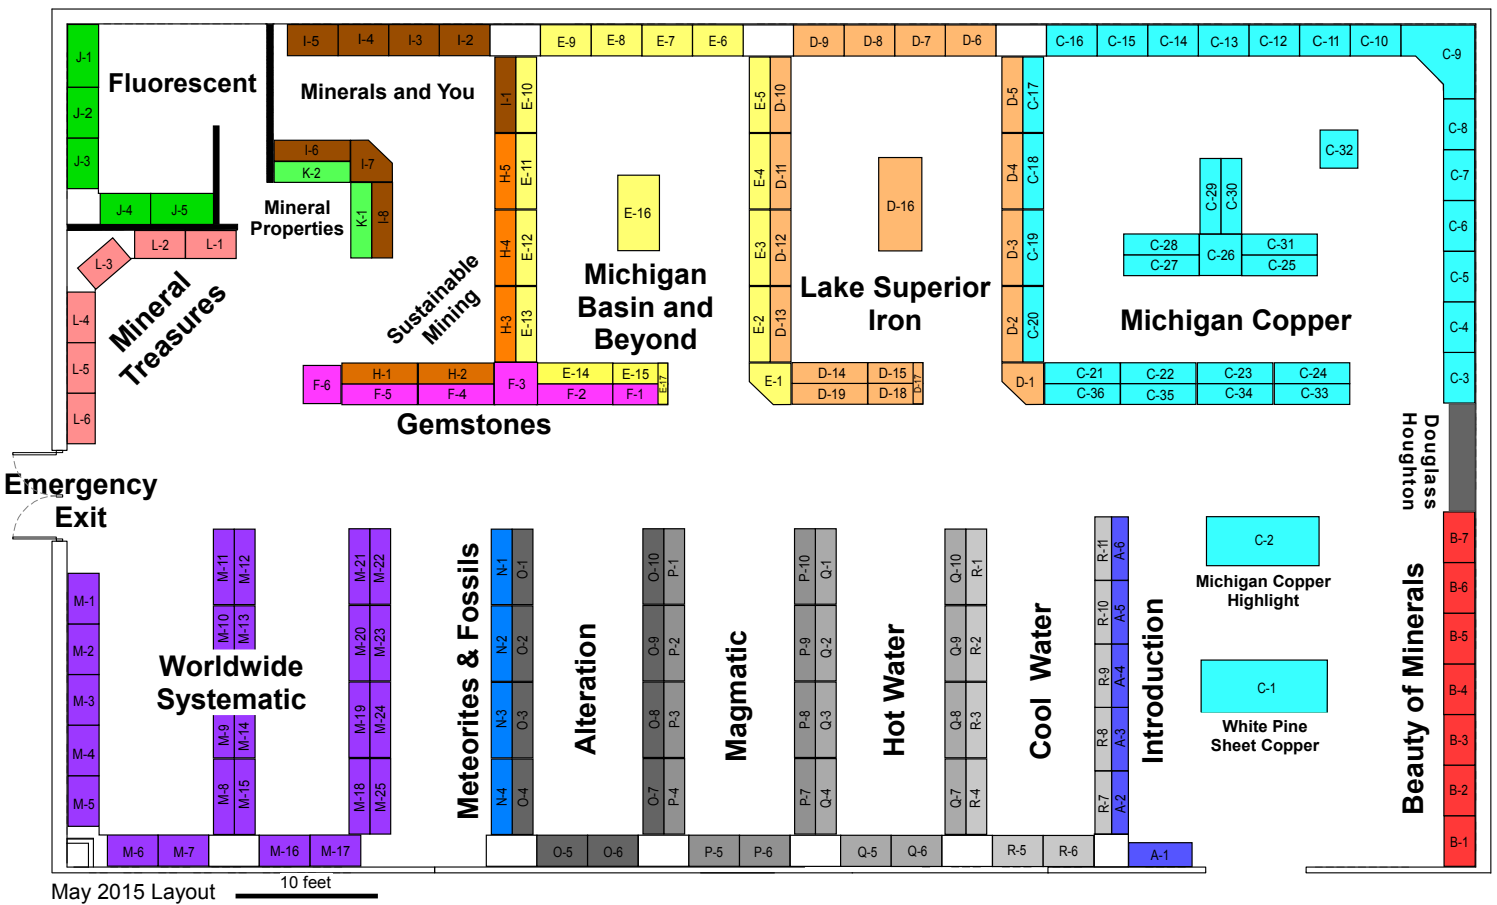 I-5 I-4 I-3 I-2 E-9 E-8 E-7 E-6 D-9 D-8 D-7 D-6 C-16 C-15 C-14 C-13 C-12 C-11 C-10 C-9
J-1
J-2
J-3
J-4 J-5
Fluorescent
Minerals and You
I-1
E-10
H-5
E-11
H-4
E-12
H-3
E-13
I-6
K-2
I-7
K-1
I-8
Mineral
Properties
L-2 L-1
L-3
L-4
L-5
L-6
Mineral
Treasures
Sustainable
Mining
E-16
Michigan
Basin and
Beyond
E-5
D-10
E-4
D-11
E-3
D-12
E-2
D-13
D-16
Lake Superior
Iron
D-5
C-17
D-4
C-18
D-3
C-19
D-2
C-20
C-32
C-29
C-30
C-28
C-27
C-26
C-31
C-25
Michigan Copper
C-8
C-7
C-6
C-5
C-4
C-3
F-6
H-1 H-2
F-5 F-4
F-3
E-14 E-15
F-2 F-1
E-17
E-1
D-14 D-15
D-19 D-18
D-17
D-1
C-21 C-22 C-23 C-24
C-36 C-35 C-34 C-33
Gemstones
Douglass
Houghton
Emergency
Exit
M-1
M-2
M-3
M-4
M-5
M-6 M-7
M-11
M-12
M-10
M-13
M-9
M-14
M-8
M-15
Worldwide
Systematic
M-16 M-17
M-21
M-22
M-20
M-23
M-19
M-24
M-18
M-25
Meteorites & Fossils
N-1
O-1
N-2
O-2
N-3
O-3
N-4
O-4
Alteration
O-5 O-6
O-10
P-1
O-9
P-2
O-8
P-3
O-7
P-4
Magmatic
P-5 P-6
P-10
Q-1
P-9
Q-2
P-8
Q-3
P-7
Q-4
Hot Water
Q-5 Q-6
Q-10
R-1
Q-9
R-2
Q-8
R-3
Q-7
R-4
Cool Water
R-5 R-6
R-11
A-6
R-10
A-5
R-9
A-4
R-8
A-3
R-7
A-2
Introduction
A-1
C-2
Michigan Copper
Highlight
C-1
White Pine
Sheet Copper
Beauty of Minerals
B-7
B-6
B-5
B-4
B-3
B-2
B-1
May 2015 Layout
10 feet